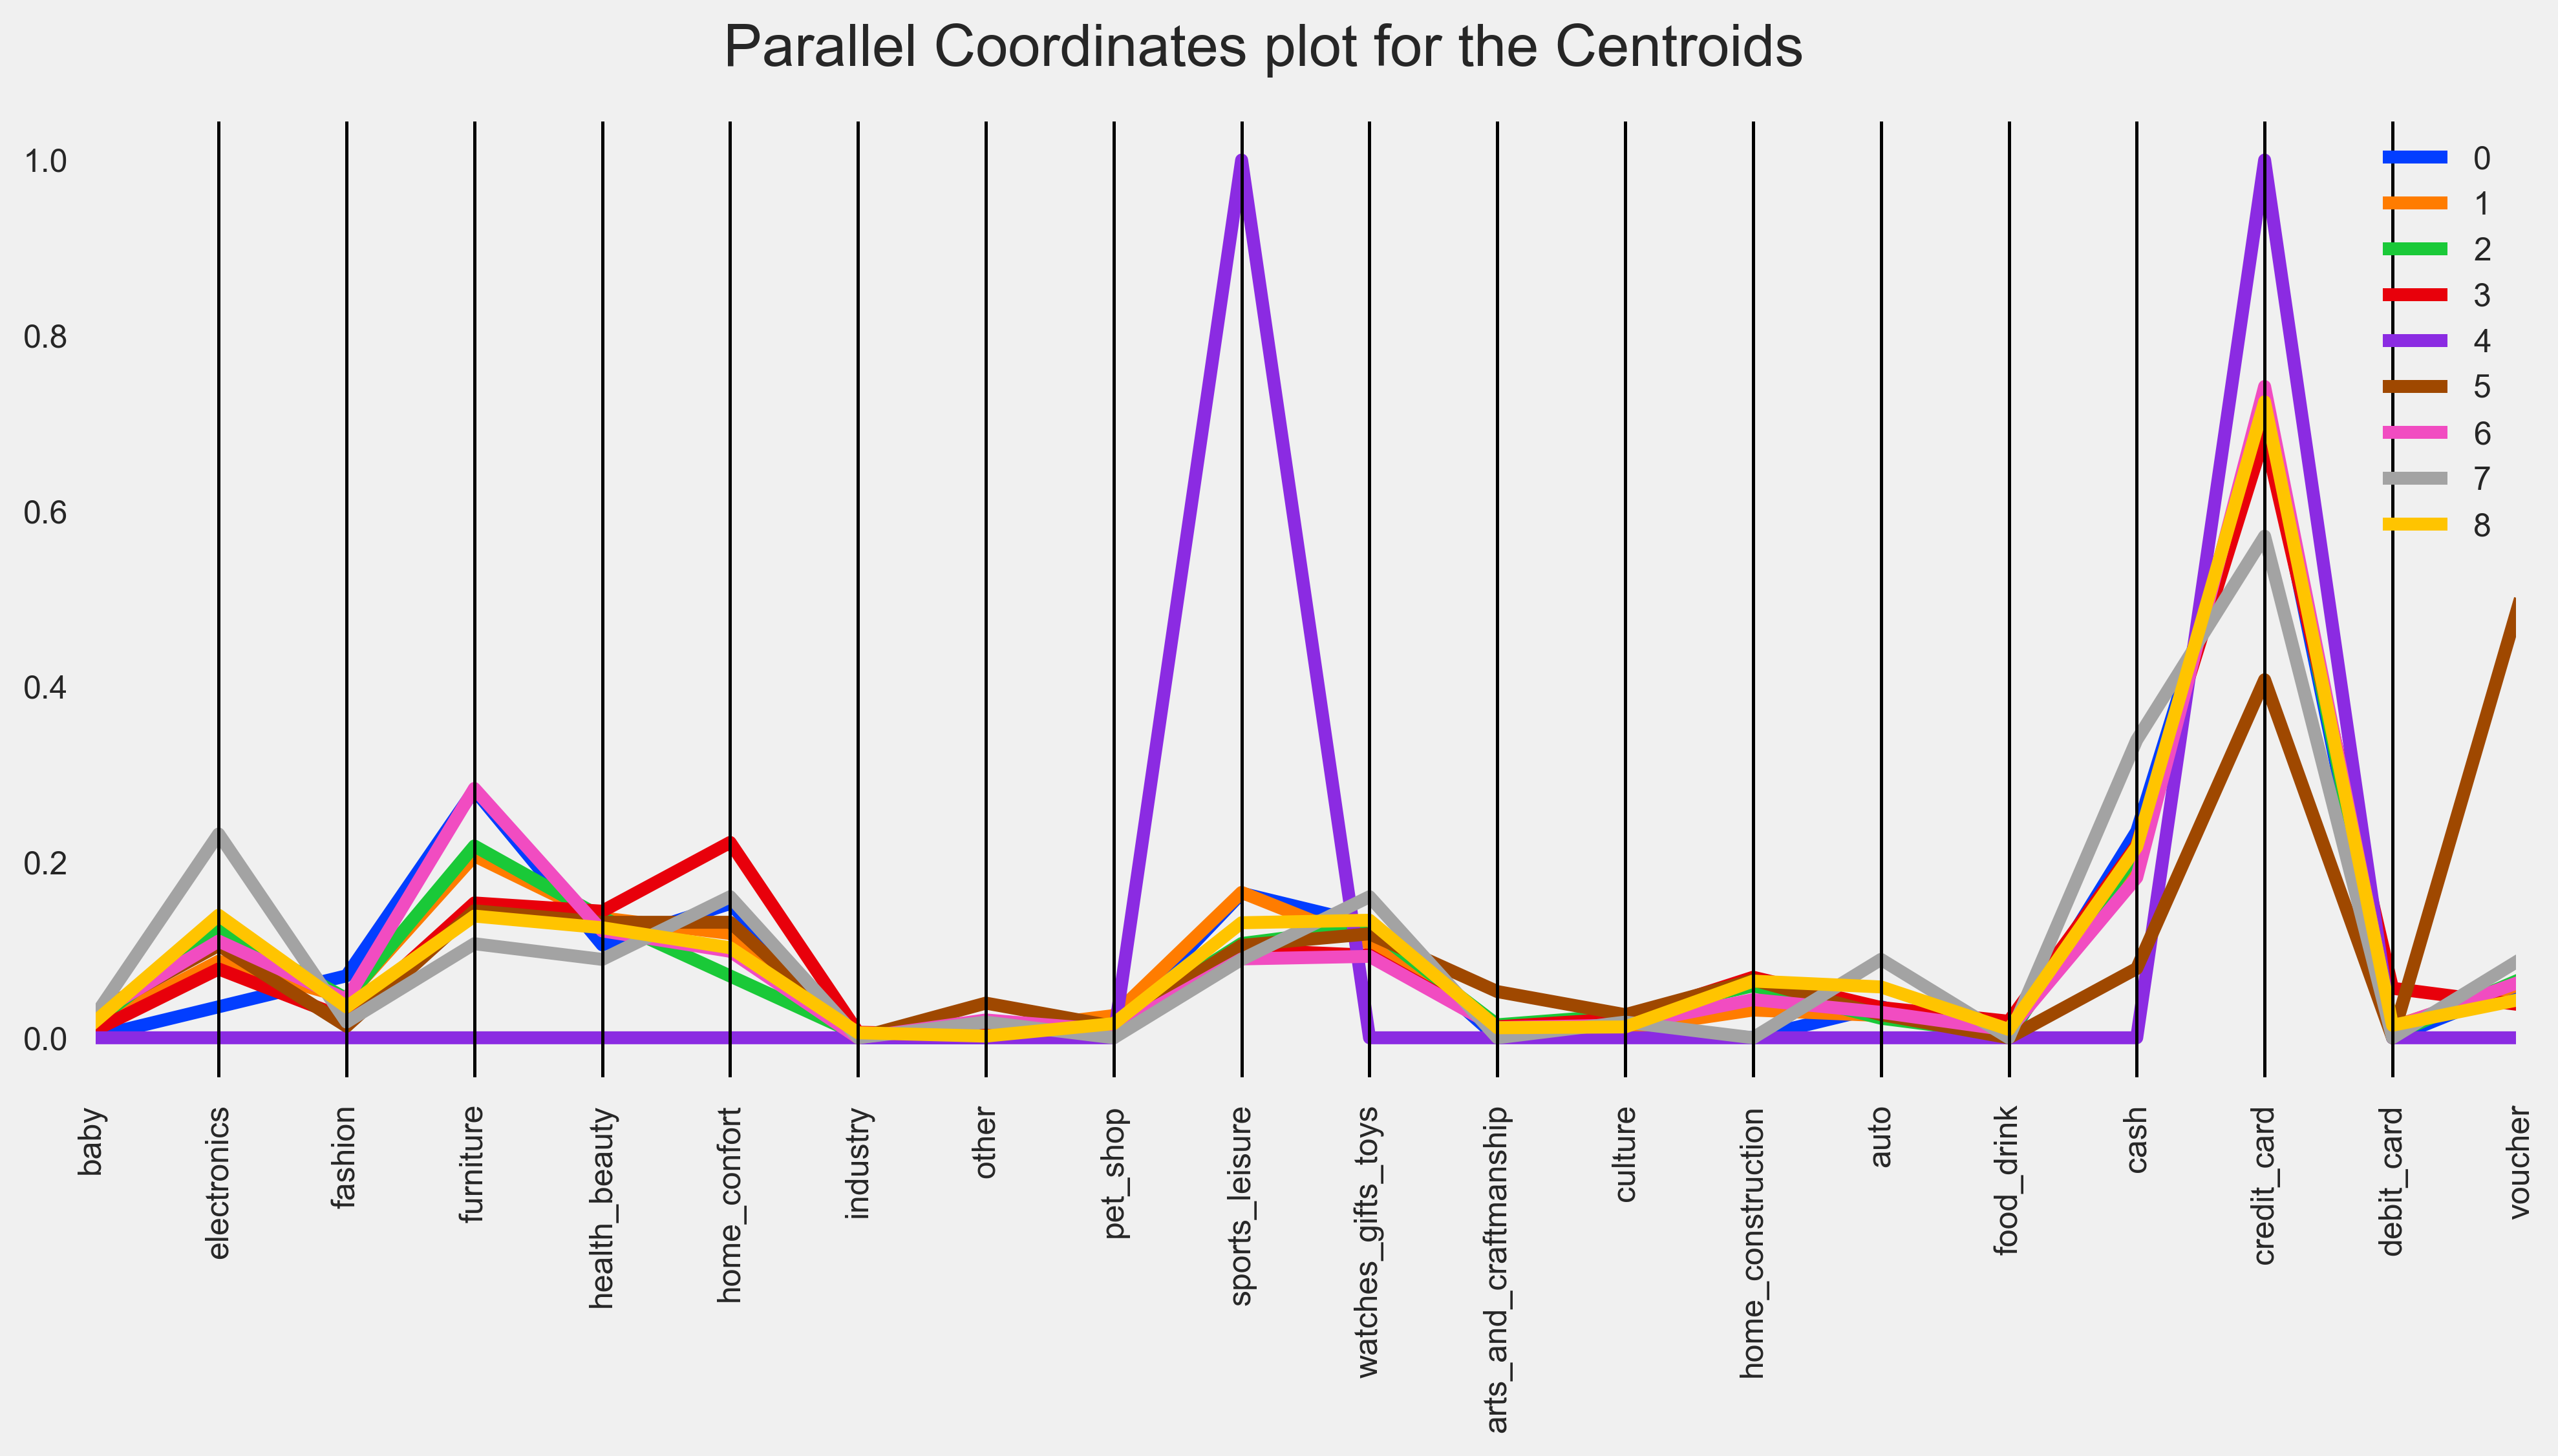 Parallel Coordinates plot for the Centroids
1.0
0.8
0.6
0.4
0.2
0.0
0
1
2
3
4
5
6
7
8
baby
electronics
fashion
furniture
health_beauty
home_confort
industry
other
pet_shop
sports_leisure
watches_gifts_toys
arts_and_craftmanship
culture
home_construction
auto
food_drink
cash
credit_card
debit_card
voucher